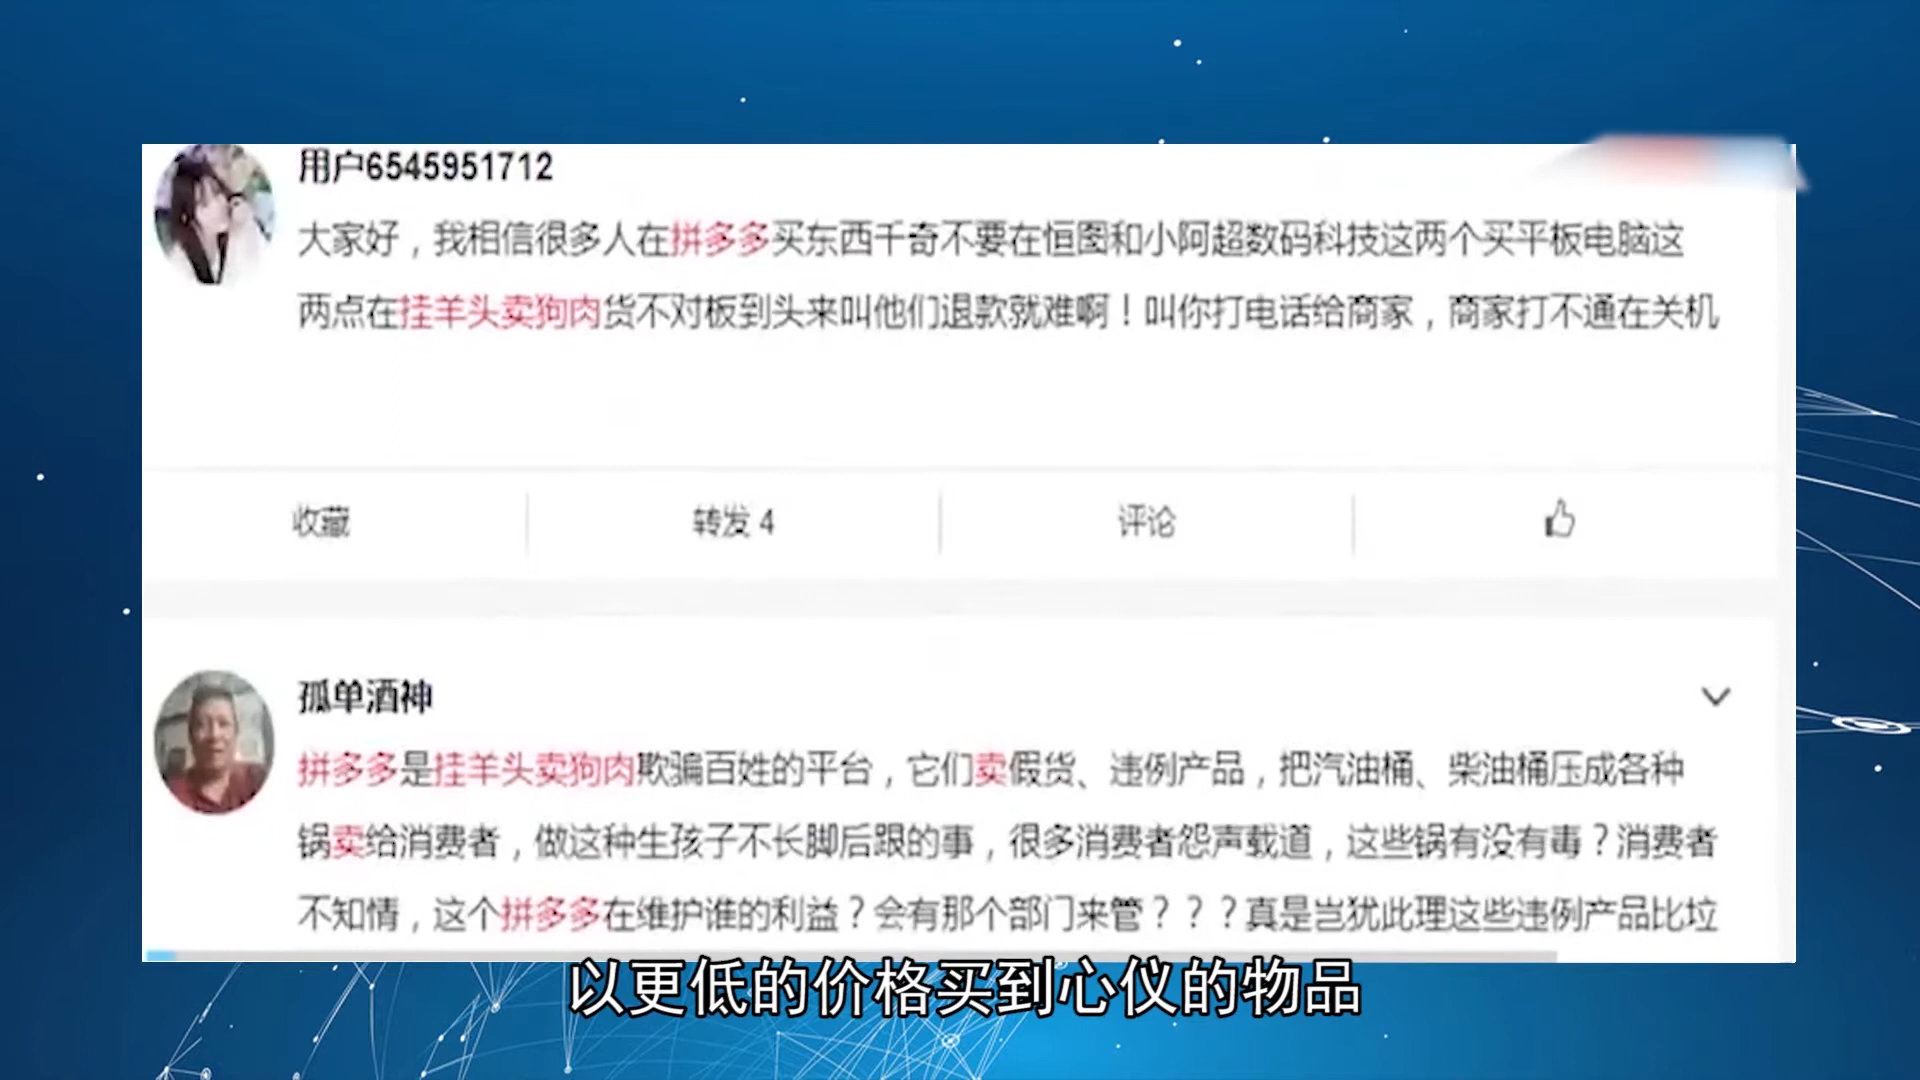 用户6545951712
大家好，我相信很多人在拼多多买东西千奇不要在恒图和小阿超数码科技这两个买平板电脑这
两点在挂羊头卖狗肉货不对板到头来叫他们退款就难啊！叫你打电话给商家，商家打不通在关机
收藏
转发 4
评论
孤单酒神
拼多多是挂羊头卖狗肉欺骗百姓的平台，它们卖假货、违例产品，把汽油桶、柴油桶压成各种
锅卖给消费者，做这种生孩子不长脚后跟的事，很多消费者怨声载道，这些锅有没有毒？消费者
不知情，这个拼多多在维护谁的利益？会有那个部门来管？？？真是岂犹此理这些违例产品比垃
以更低的价格买到心仪的物品